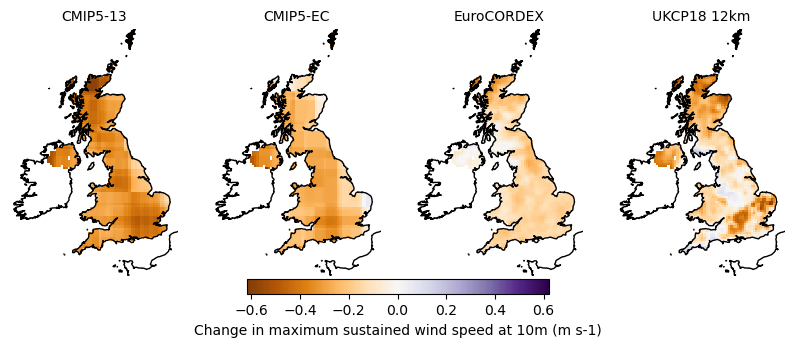 CMIP5-13 CMIP5-EC EuroCORDEX UKCP18 12km
−0.6 −0.4 −0.2 0.0 0.2 0.4 0.6
Change in maximum sustained wind speed at 10m (m s-1)